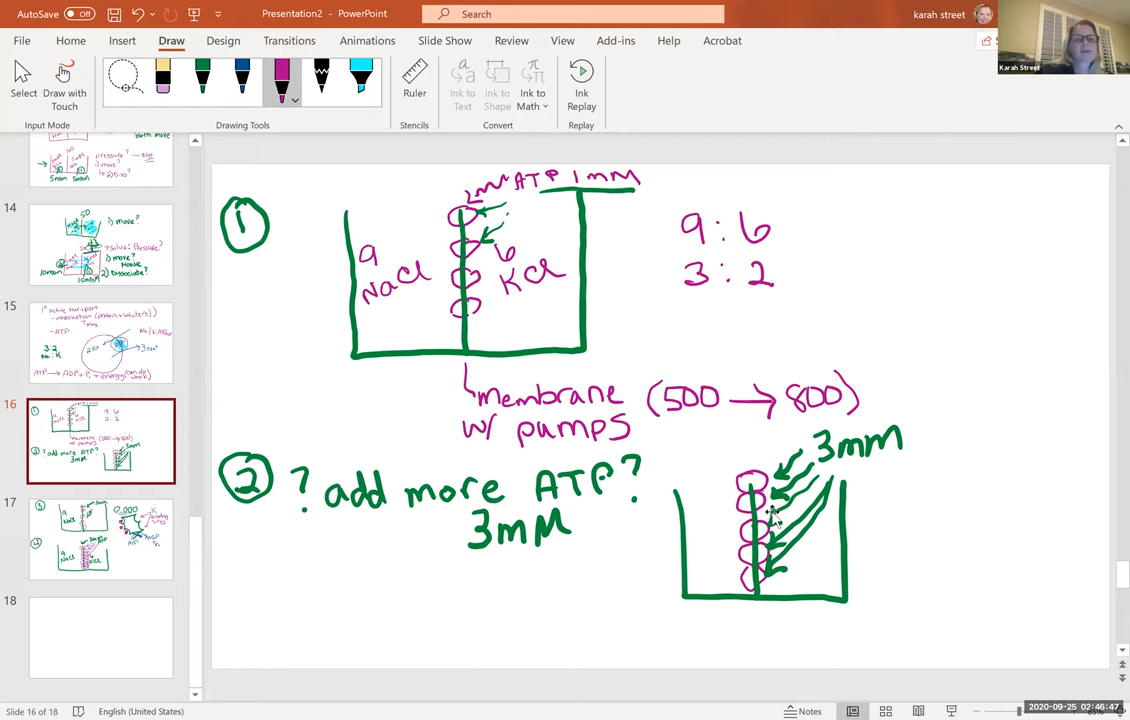 AutoSave Off
Presentation2 - PowerPoint
Search
karah street
File Home Insert Draw Design Transitions Animations Slide Show Review View Add-ins Help Acrobat
Select
Draw with Touch
Ruler
Ink to Text
Ink to Shape
Ink to Math
Ink Replay
Input Mode
Drawing Tools
Stencils
Convert
Replay
Karah Street
14
15
16
17
18
1
ATP 1mM
9
NaCl
6
KCl
9:6
3:2
membrane (500 → 800)
w/ pumps
2 ? add more ATP?
3mM
3mM
Slide 16 of 18
English (United States)
Notes
2020-09-25 02:46:47